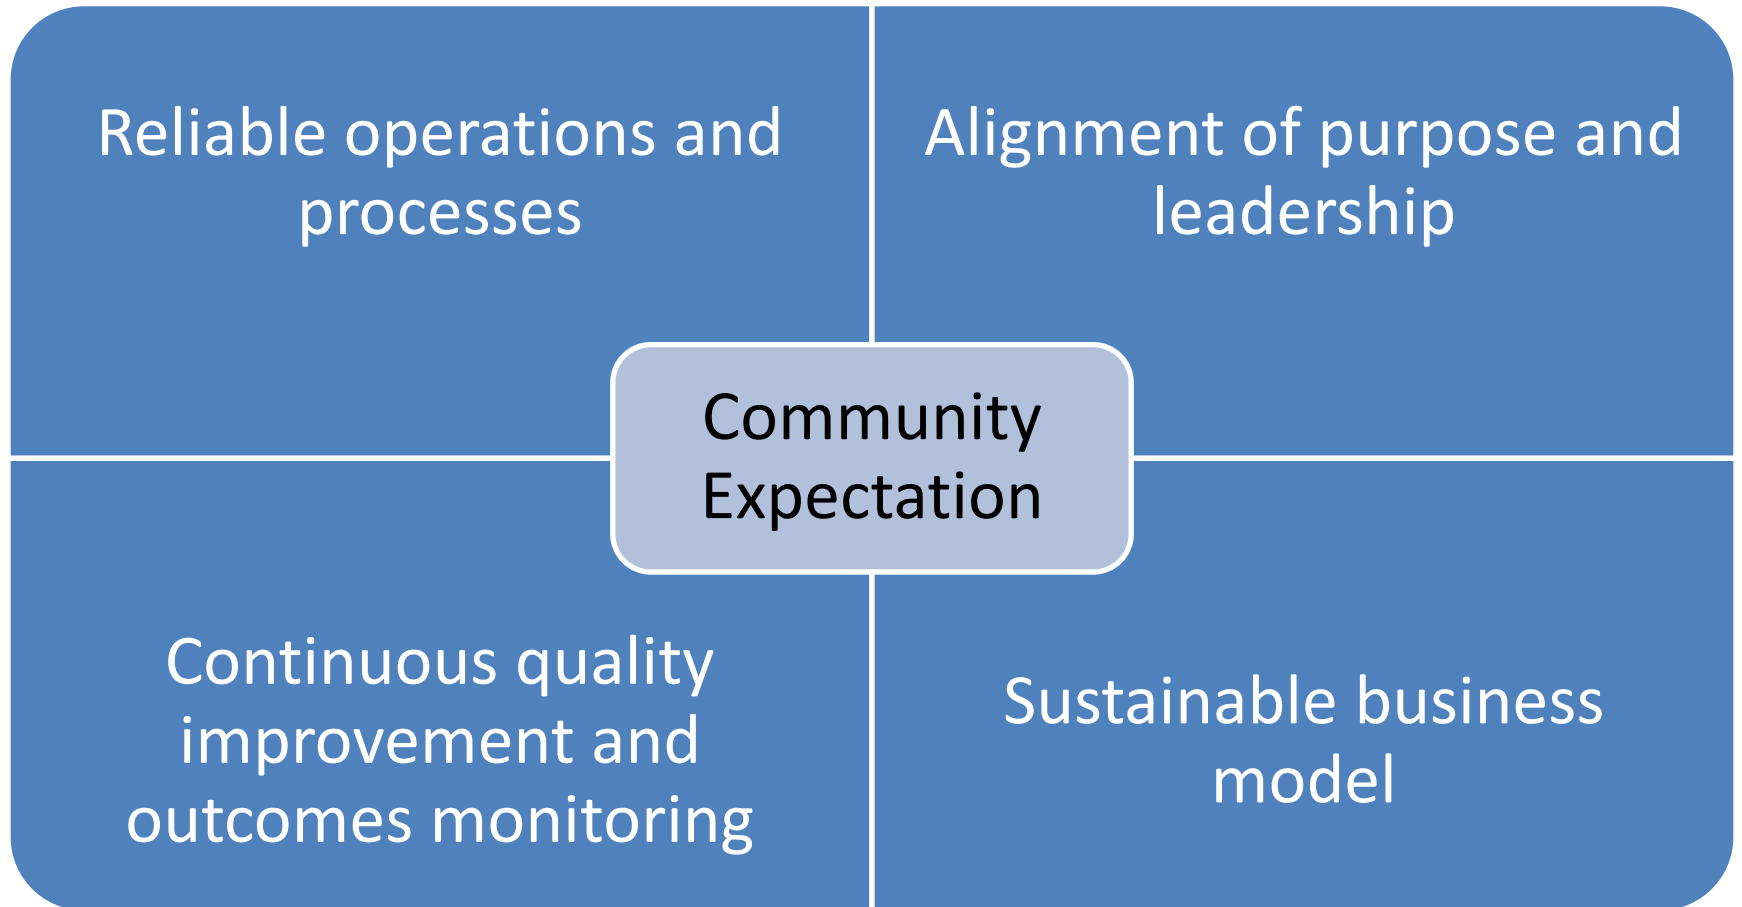 Reliable operations and
processes
Alignment of purpose and
leadership
Community
Expectation
Continuous quality
improvement and
outcomes monitoring
Sustainable business
model